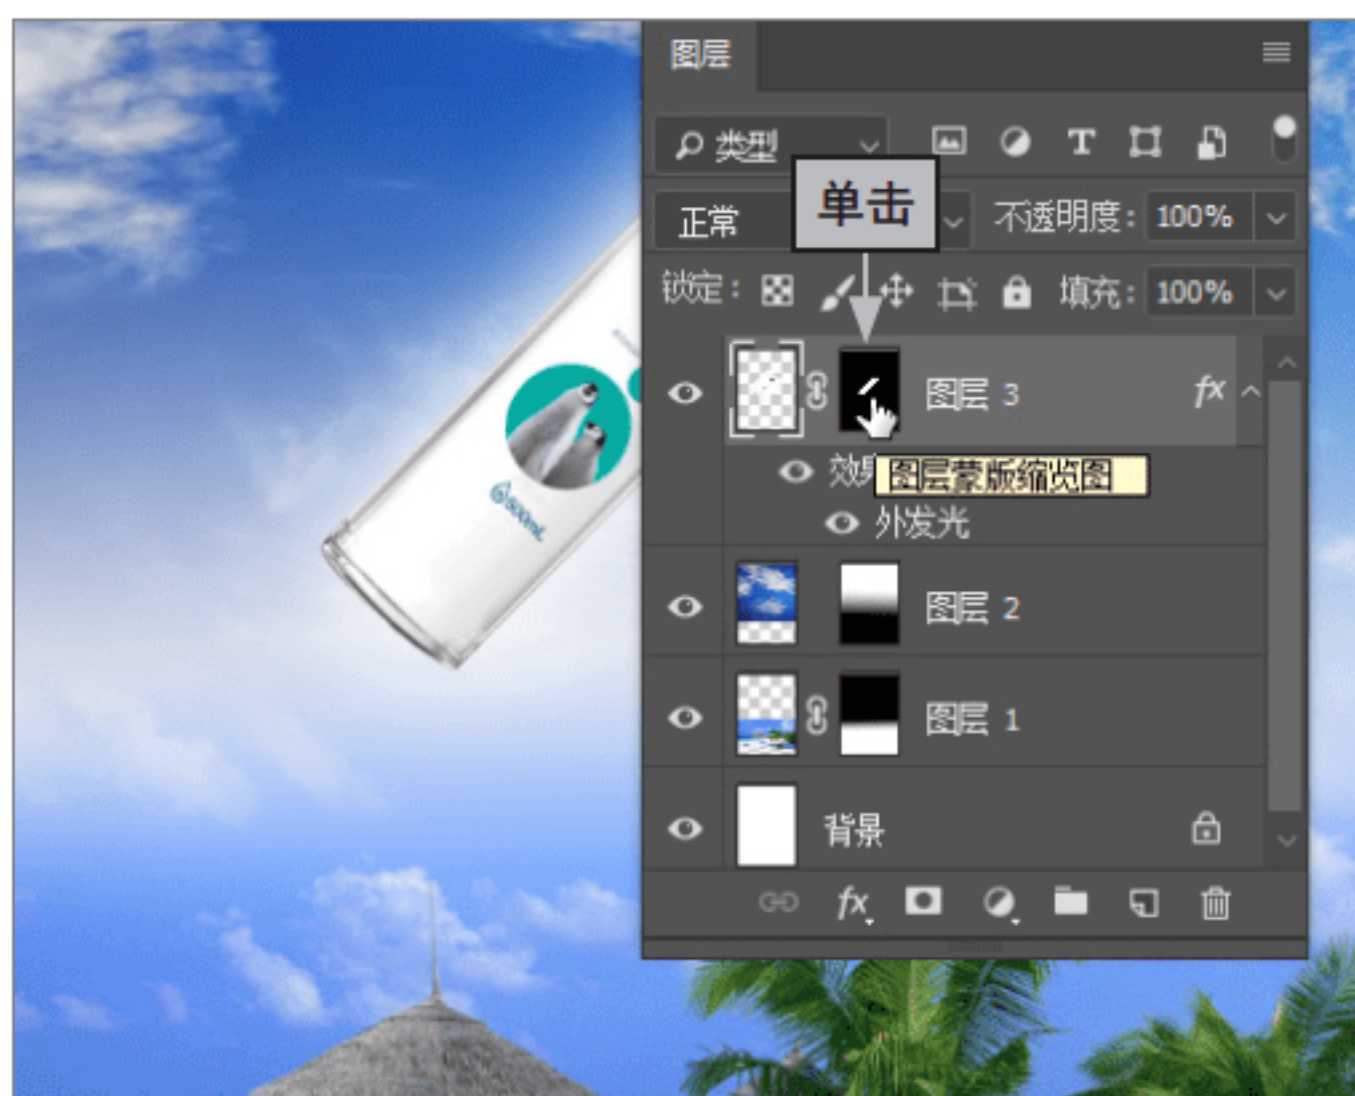 图层
类型
单击
正常
不透明度: 100%
锁定:
填充: 100%
图层 3
fx
图层蒙版缩览图
外发光
500mL
图层 2
图层 1
背景
fx